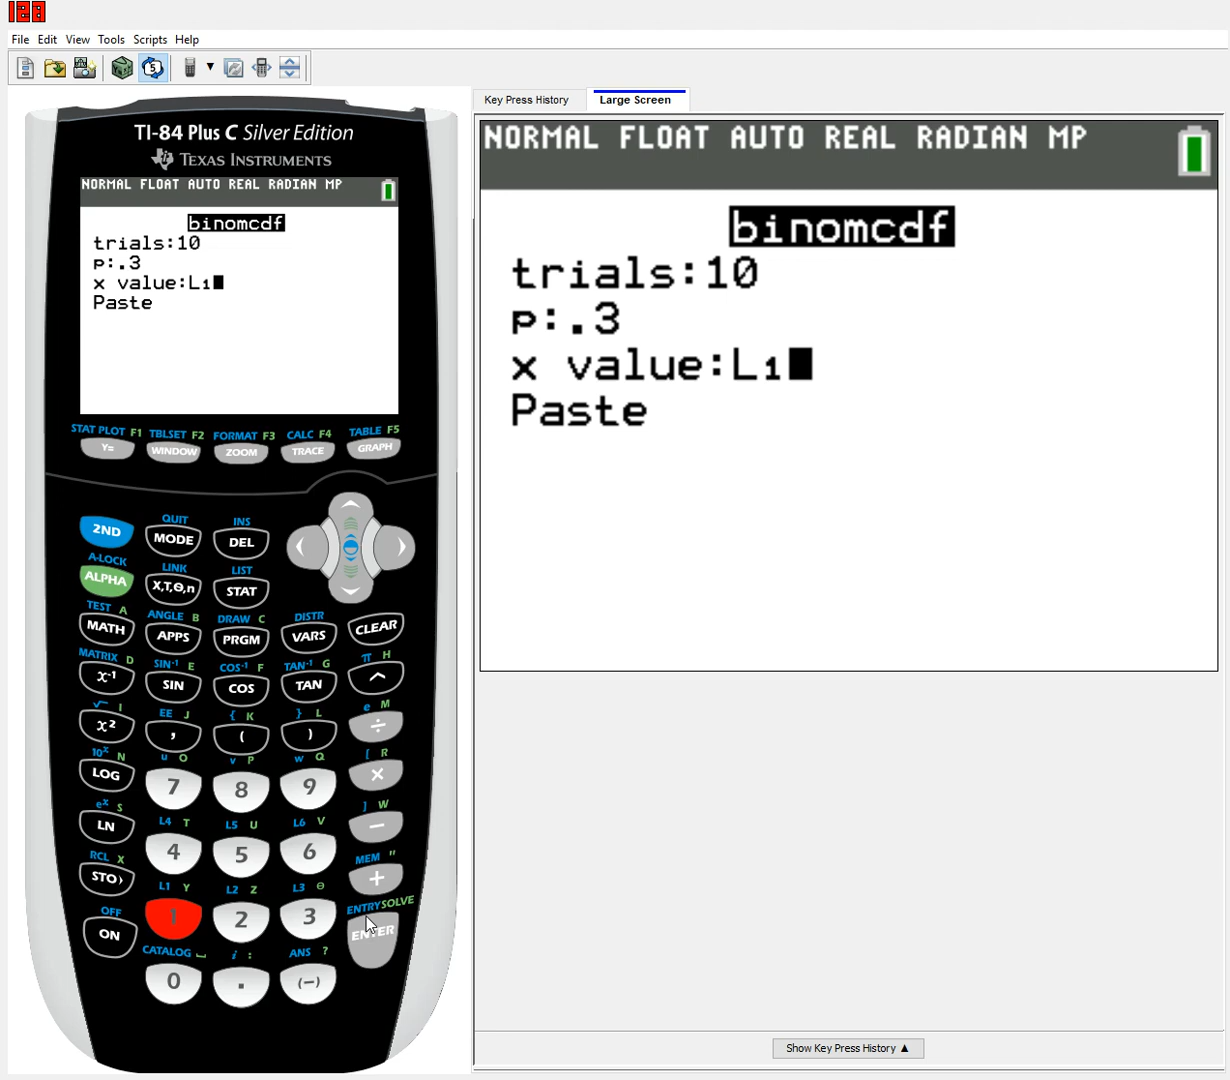 128
File Edit View Tools Scripts Help
5
Key Press History Large Screen
TI-84 Plus C Silver Edition
TEXAS INSTRUMENTS
NORMAL FLOAT AUTO REAL RADIAN MP
binomcdf
trials:10
p:.3
x value:L₁
Paste
NORMAL FLOAT AUTO REAL RADIAN MP
binomcdf
trials:10
p:.3
x value:L₁
Paste
STAT PLOT F1 TBLSET F2 FORMAT F3 CALC F4 TABLE F5
Y= WINDOW ZOOM TRACE GRAPH
QUIT INS
2ND MODE DEL
A-LOCK LINK LIST
ALPHA X,T,Θ,n STAT
TEST A ANGLE B DRAW C DISTR
MATH APPS PRGM VARS CLEAR
MATRIX D SIN⁻¹ E COS⁻¹ F TAN⁻¹ G π H
x⁻¹ SIN COS TAN ^
√ I EE J { K } L e M
x² , ( ) ÷
10ˣ N u O v P w Q [ R
LOG 7 8 9 ×
eˣ S L4 T L5 U L6 V ] W
LN 4 5 6 −
RCL X L1 Y L2 Z L3 θ MEM "
STO› 1 2 3 +
OFF CATALOG ⎵ i : ANS ? ENTRY SOLVE
ON 0 . (−) ENTER
Show Key Press History ▲